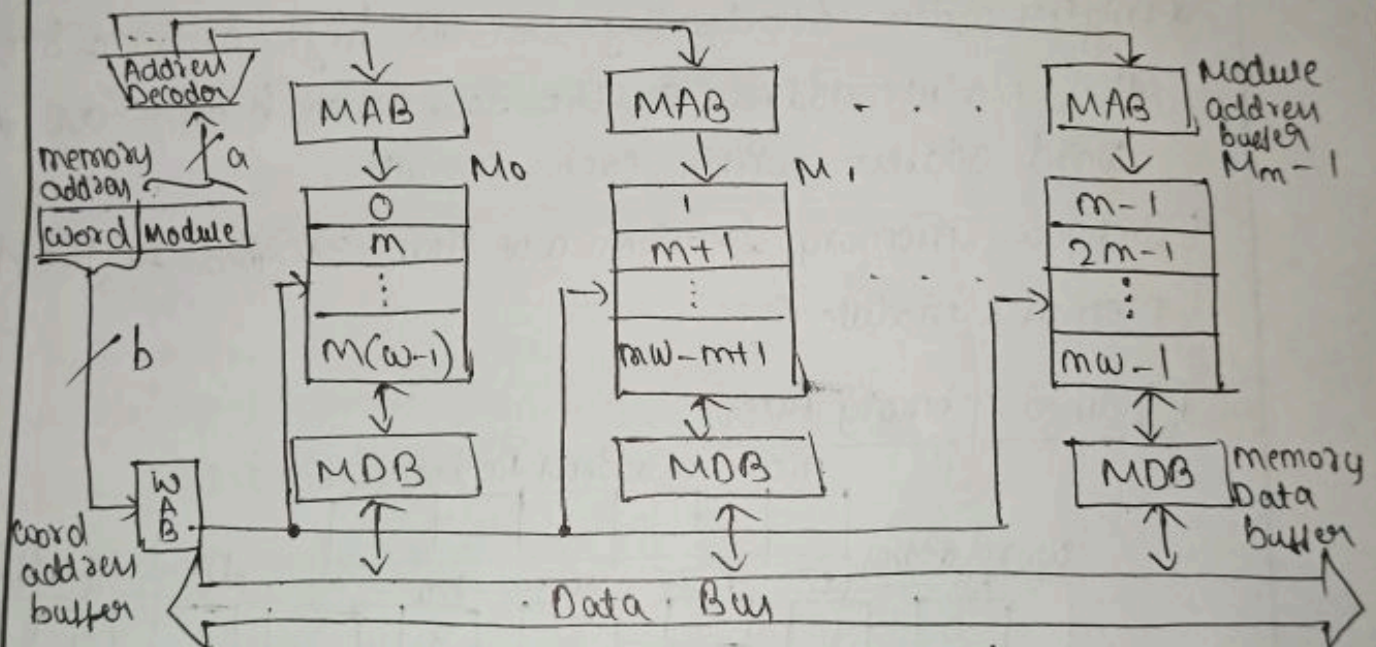 Address
Decoder
MAB
MAB
. . .
MAB
Module
address
buffer
Mm-1
memory
address
a
M0
M1
word Module
0
m
⋮
m(w-1)
1
m+1
⋮
mw-m+1
. . . .
m-1
2m-1
⋮
mw-1
b
MDB
MDB
MDB
memory
Data
buffer
W
A
B
word
address
buffer
Data Bus